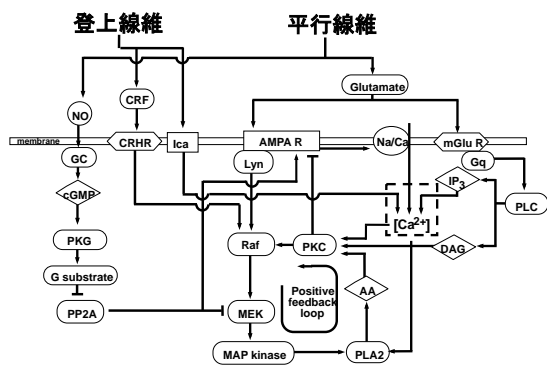 登上線維
平行線維
Glutamate
CRF
NO
membrane
CRHR
Ica
AMPA R
Na/Ca
mGlu R
GC
Lyn
Gq
cGMP
IP3
PLC
[Ca2+]
PKG
Raf
PKC
DAG
G substrate
Positive
feedback
loop
AA
PP2A
MEK
MAP kinase
PLA2